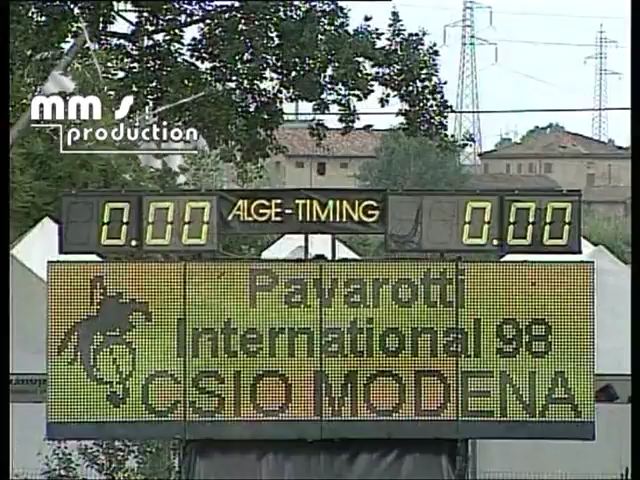 mm s
production
0.00 ALGE-TIMING 0.00
Pavarotti
International 98
CSIO MODENA